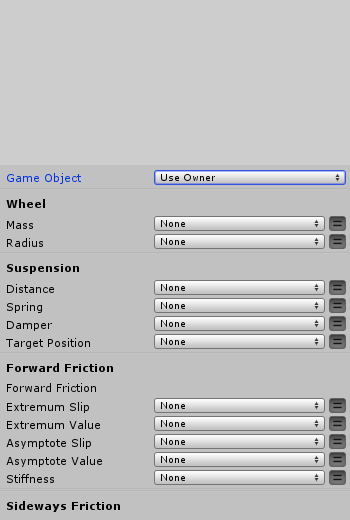 Game Object Use Owner
Wheel
Mass None
Radius None
Suspension
Distance None
Spring None
Damper None
Target Position None
Forward Friction
Forward Friction
Extremum Slip None
Extremum Value None
Asymptote Slip None
Asymptote Value None
Stiffness None
Sideways Friction